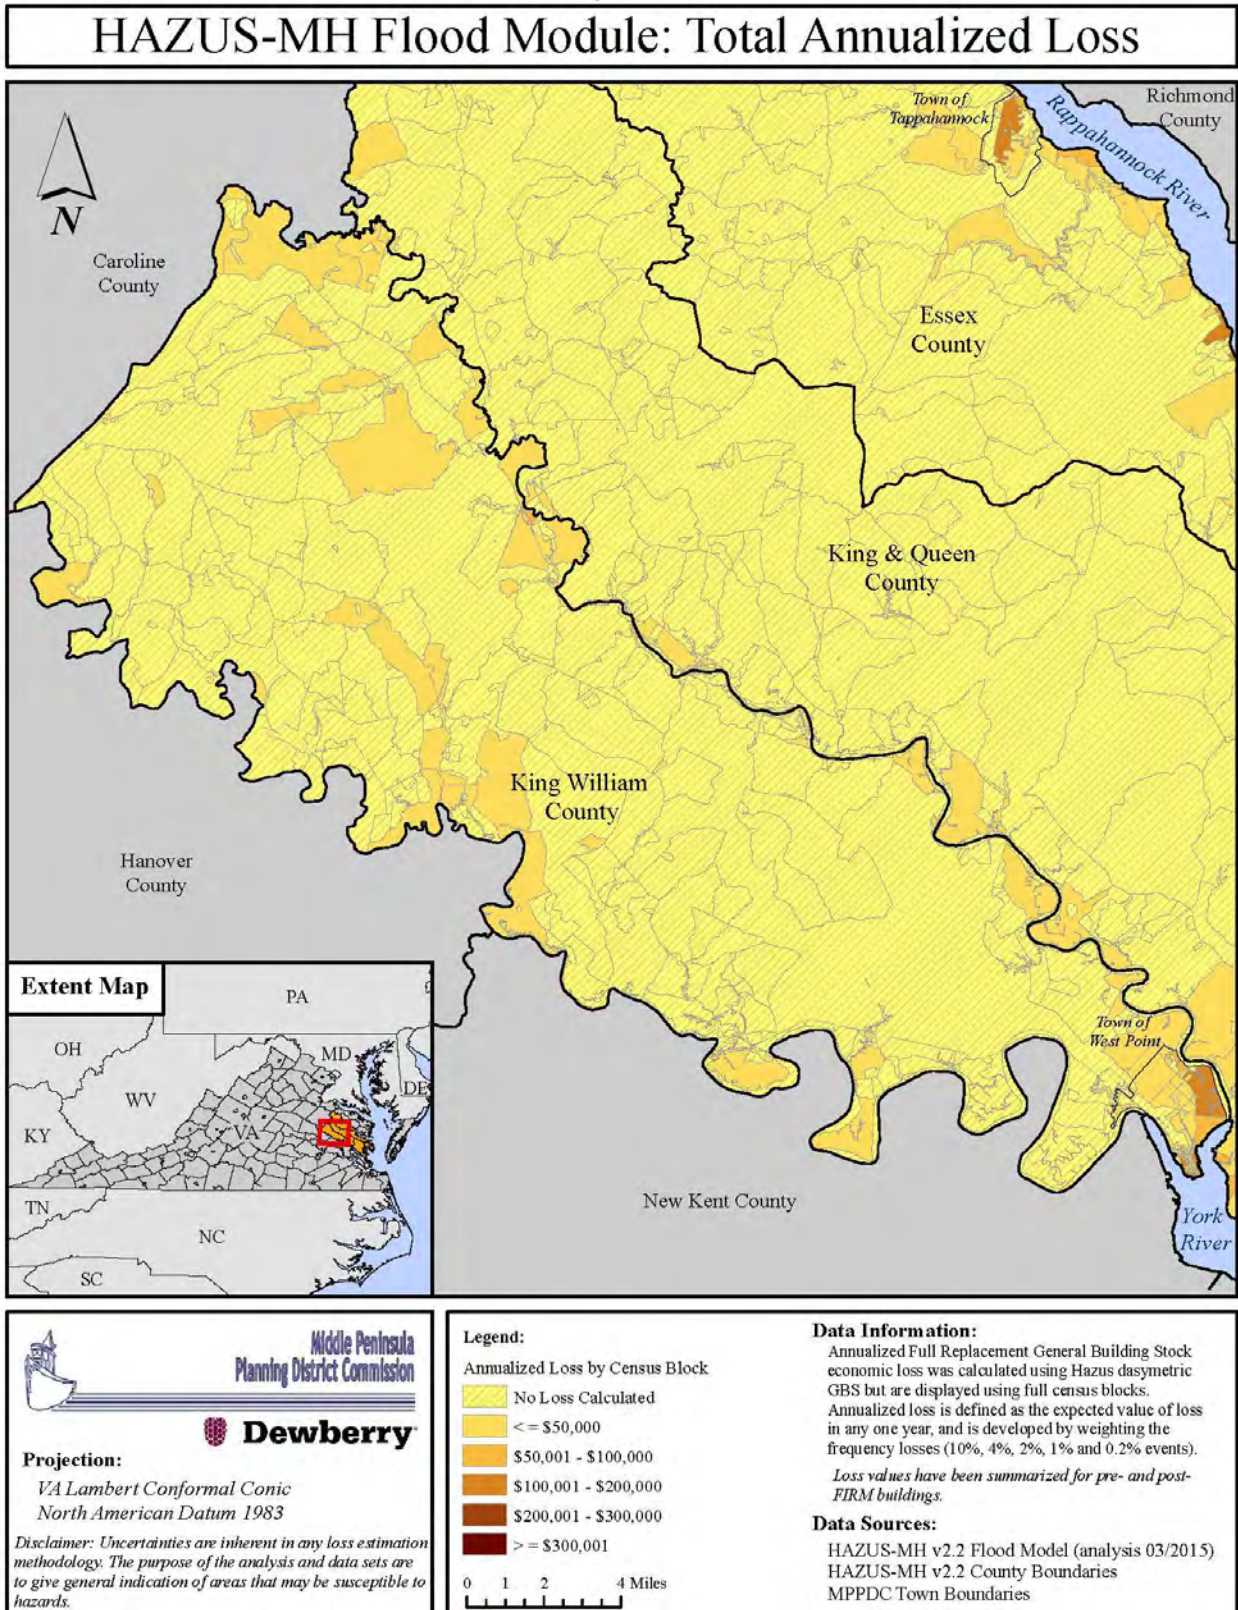 HAZUS-MH Flood Module: Total Annualized Loss
Town of
Tappahannock
Rappahannock River
Richmond
County
N
Caroline
County
Essex
County
King & Queen
County
King William
County
Hanover
County
Town of
West Point
New Kent County
York
River
Extent Map
PA
OH
MD
DE
WV
KY
VA
TN
NC
SC
Middle Peninsula
Planning District Commission
Dewberry
Projection:
VA Lambert Conformal Conic
North American Datum 1983
Disclaimer: Uncertainties are inherent in any loss estimation
methodology. The purpose of the analysis and data sets are
to give general indication of areas that may be susceptible to
hazards.
Legend:
Annualized Loss by Census Block
No Loss Calculated
< = $50,000
$50,001 - $100,000
$100,001 - $200,000
$200,001 - $300,000
> = $300,001
0 1 2 4 Miles
Data Information:
Annualized Full Replacement General Building Stock
economic loss was calculated using Hazus dasymetric
GBS but are displayed using full census blocks.
Annualized loss is defined as the expected value of loss
in any one year, and is developed by weighting the
frequency losses (10%, 4%, 2%, 1% and 0.2% events).
Loss values have been summarized for pre- and post-
FIRM buildings.
Data Sources:
HAZUS-MH v2.2 Flood Model (analysis 03/2015)
HAZUS-MH v2.2 County Boundaries
MPPDC Town Boundaries